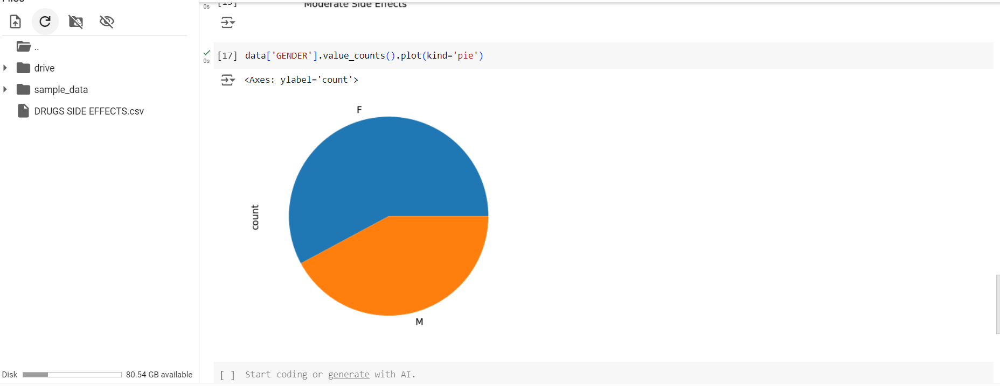 Files
..
drive
sample_data
DRUGS SIDE EFFECTS.csv
Disk 80.54 GB available
0s
Moderate Side Effects
0s
[17] data['GENDER'].value_counts().plot(kind='pie')
<Axes: ylabel='count'>
F
count
M
[ ] Start coding or generate with AI.